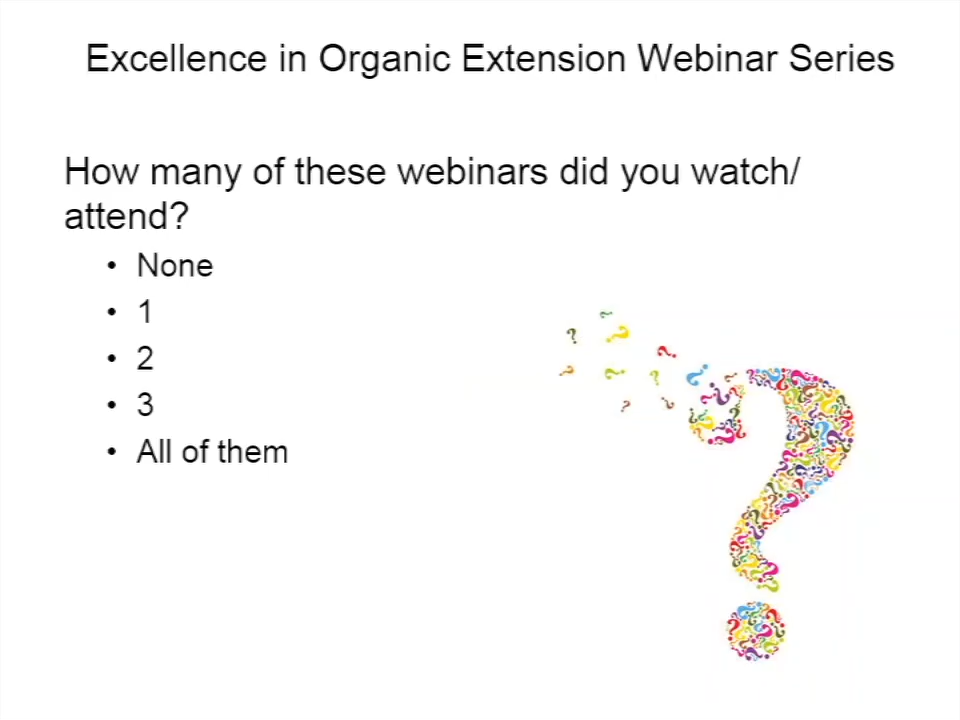 Excellence in Organic Extension Webinar Series
How many of these webinars did you watch/
attend?
• None
• 1
• 2
• 3
• All of them